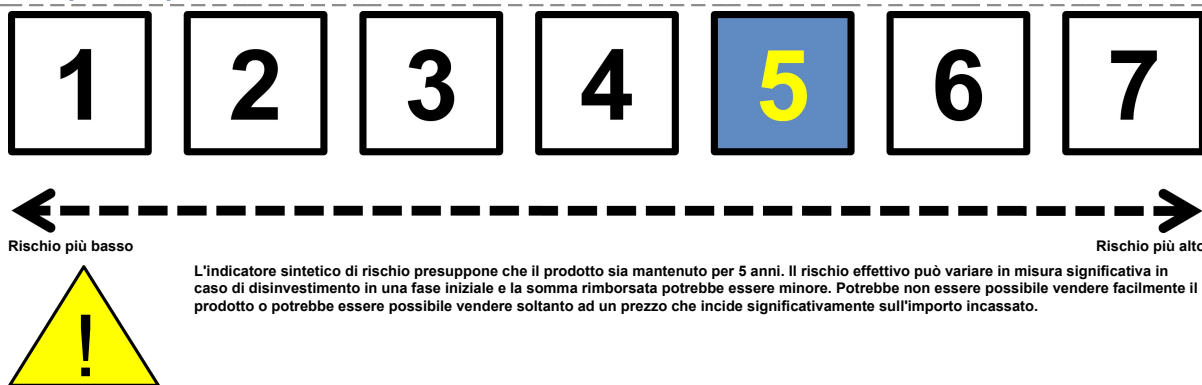 1 2 3 4 5 6 7
Rischio più basso Rischio più alto
L'indicatore sintetico di rischio presuppone che il prodotto sia mantenuto per 5 anni. Il rischio effettivo può variare in misura significativa in
caso di disinvestimento in una fase iniziale e la somma rimborsata potrebbe essere minore. Potrebbe non essere possibile vendere facilmente il
prodotto o potrebbe essere possibile vendere soltanto ad un prezzo che incide significativamente sull'importo incassato.
!